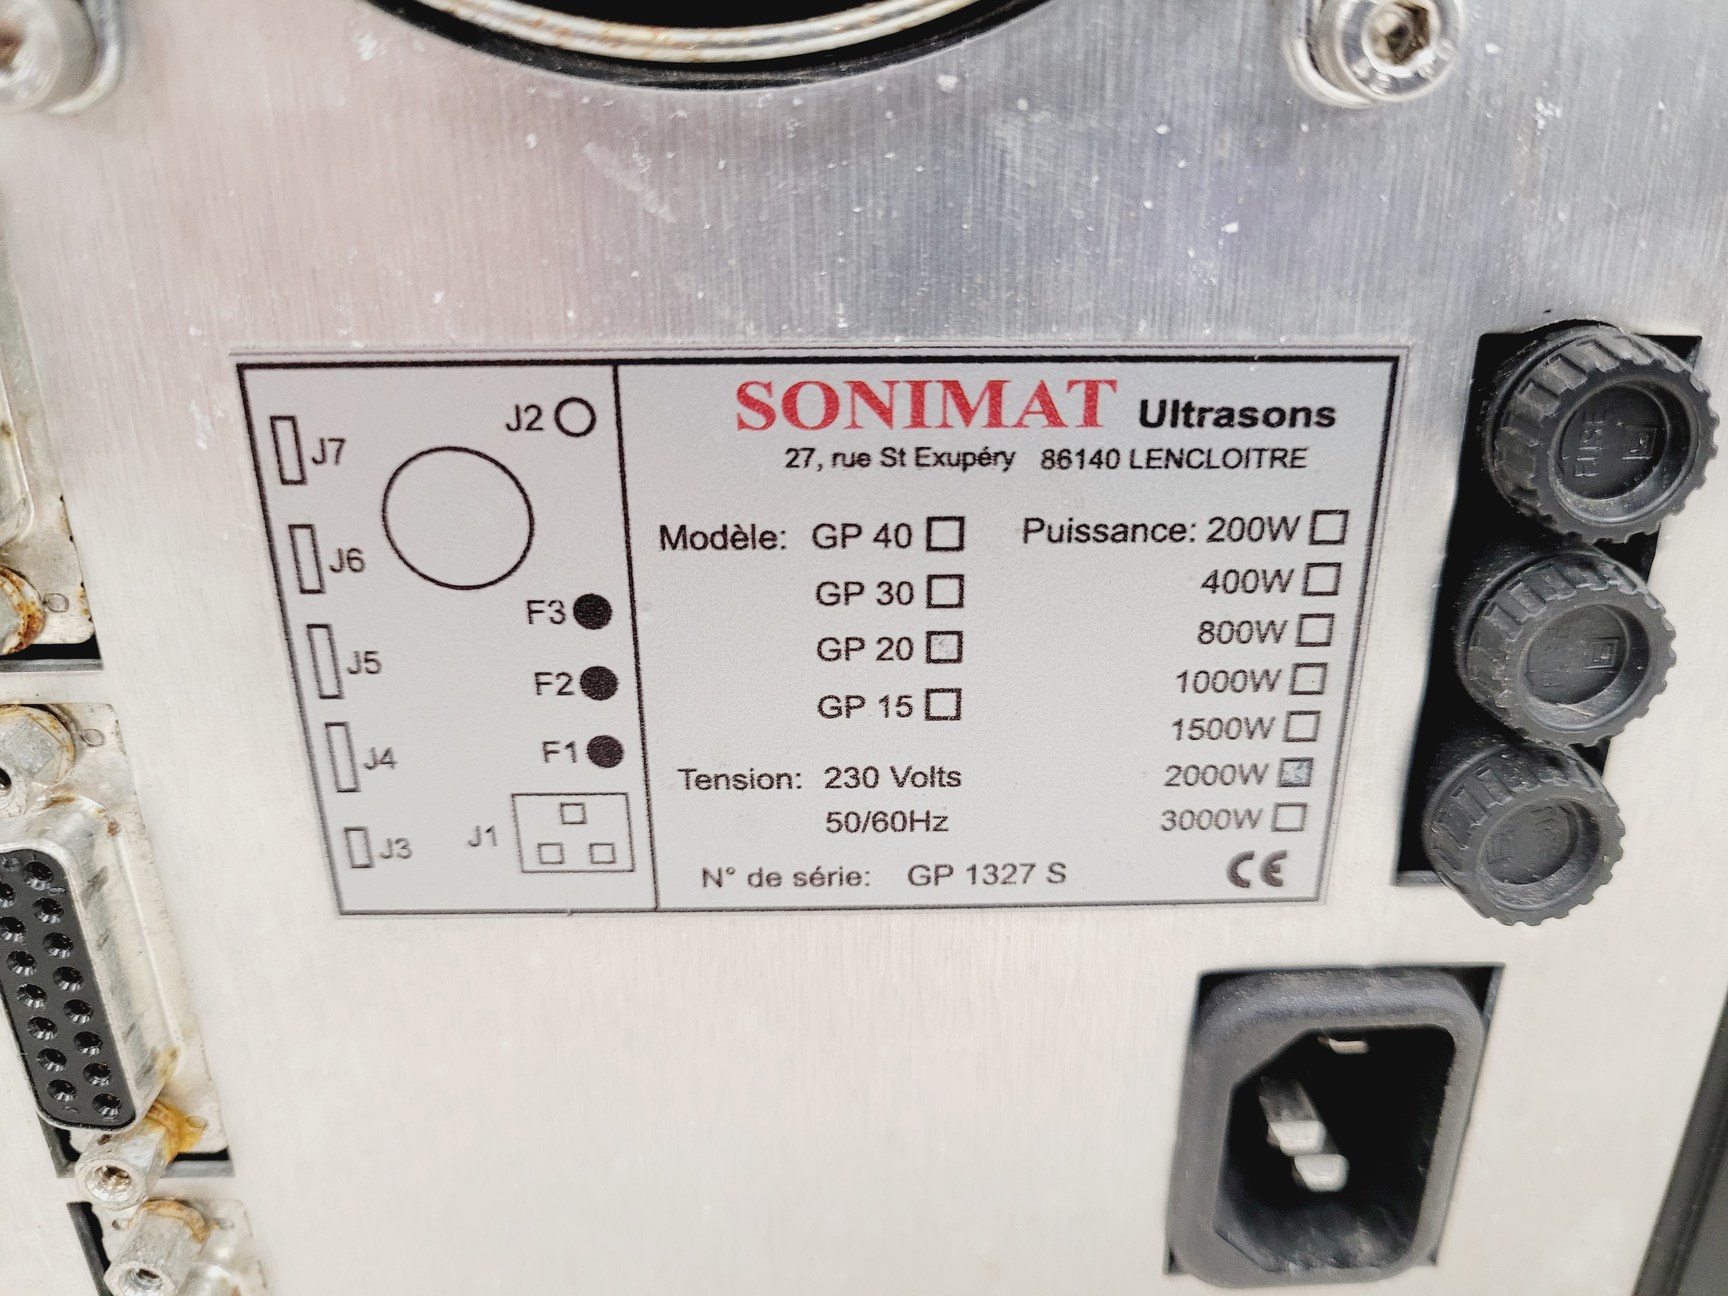 J7
J2
J6
F3
J5
F2
J4
F1
J3
J1
SONIMAT Ultrasons
27, rue St Exupéry 86140 LENCLOITRE
Modèle: GP 40
GP 30
GP 20
GP 15
Puissance: 200W
400W
800W
1000W
1500W
2000W
3000W
Tension: 230 Volts
50/60Hz
N° de série: GP 1327 S
CE
FUSE